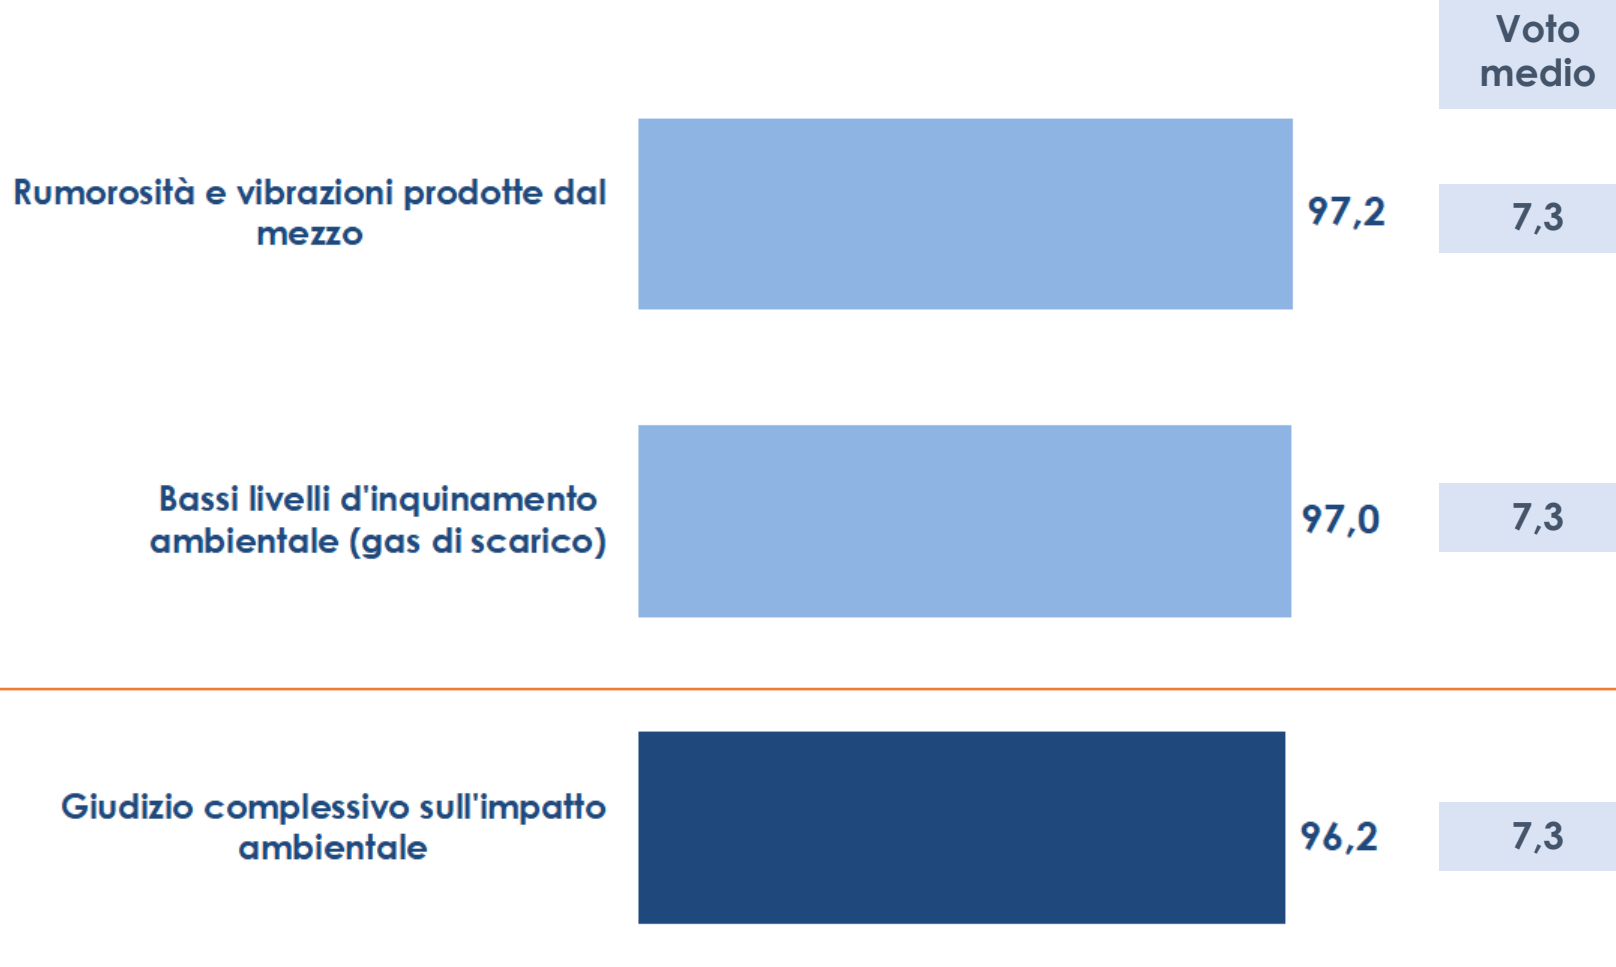 Voto
medio
Rumorosità e vibrazioni prodotte dal
mezzo
97,2
7,3
Bassi livelli d'inquinamento
ambientale (gas di scarico)
97,0
7,3
Giudizio complessivo sull'impatto
ambientale
96,2
7,3